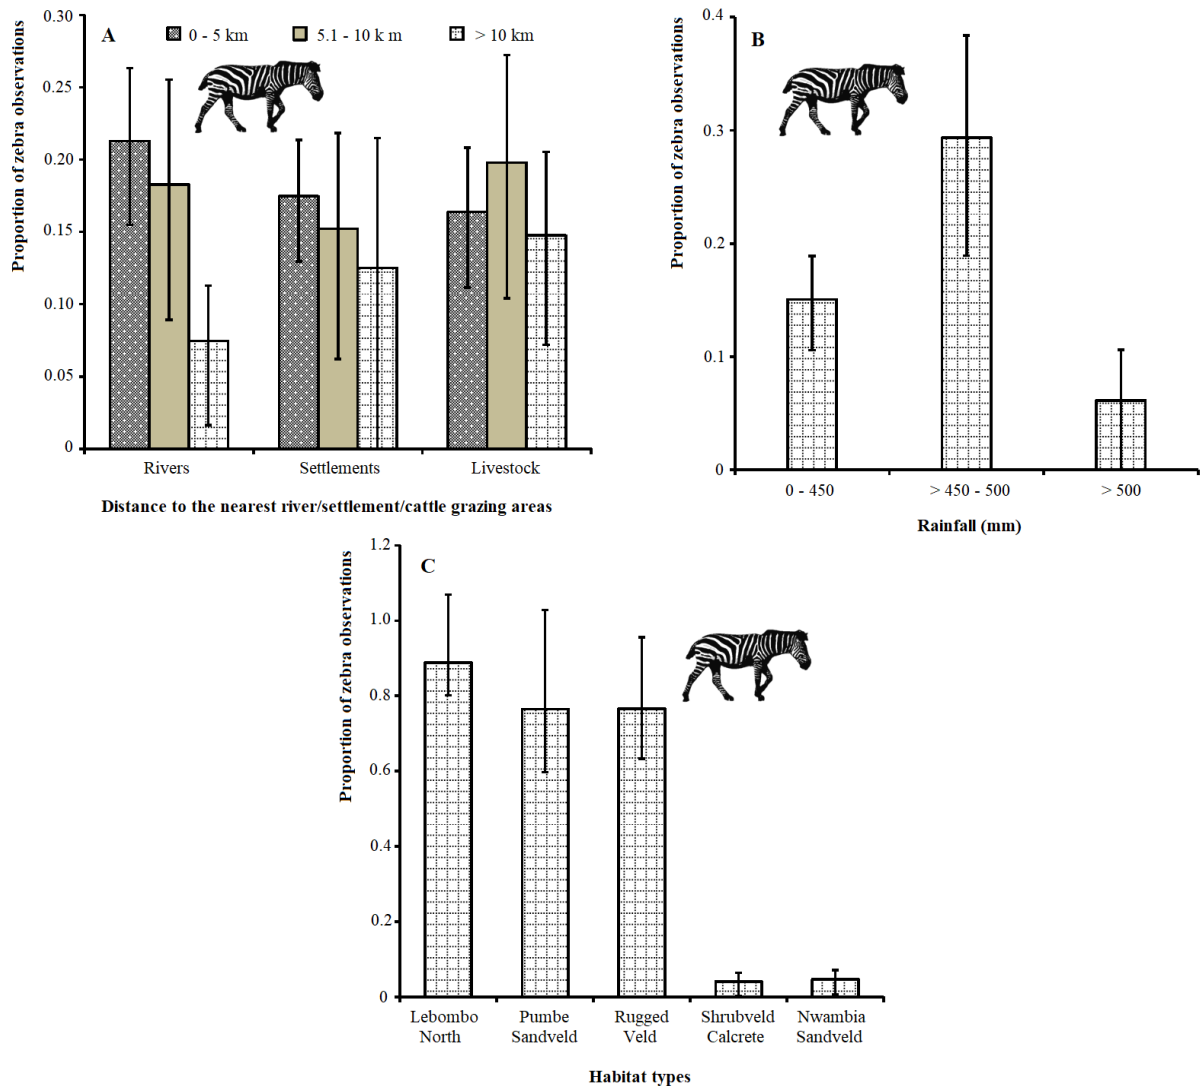 A
0 - 5 km
5.1 - 10 k m
> 10 km
Proportion of zebra observations
0.30
0.25
0.20
0.15
0.10
0.05
0
Rivers
Settlements
Livestock
Distance to the nearest river/settlement/cattle grazing areas
B
Proportion of zebra observations
0.4
0.3
0.2
0.1
0
0 - 450
> 450 - 500
> 500
Rainfall (mm)
C
Proportion of zebra observations
1.2
1.0
0.8
0.6
0.4
0.2
0
Lebombo North
Pumbe Sandveld
Rugged Veld
Shrubveld Calcrete
Nwambia Sandveld
Habitat types